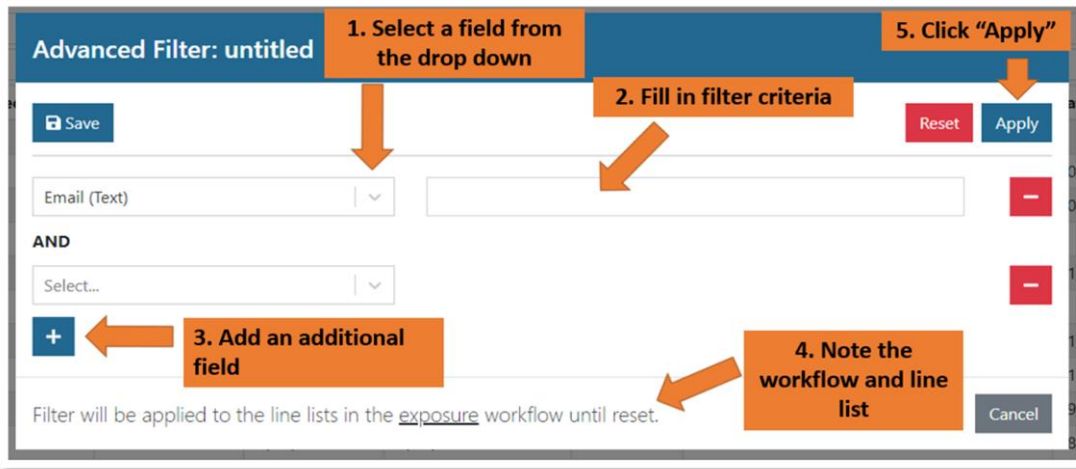 Advanced Filter: untitled
1. Select a field from
the drop down
5. Click “Apply”
2. Fill in filter criteria
Save
Reset
Apply
Email (Text)
AND
Select...
+
3. Add an additional
field
4. Note the
workflow and line
list
Filter will be applied to the line lists in the exposure workflow until reset.
Cancel